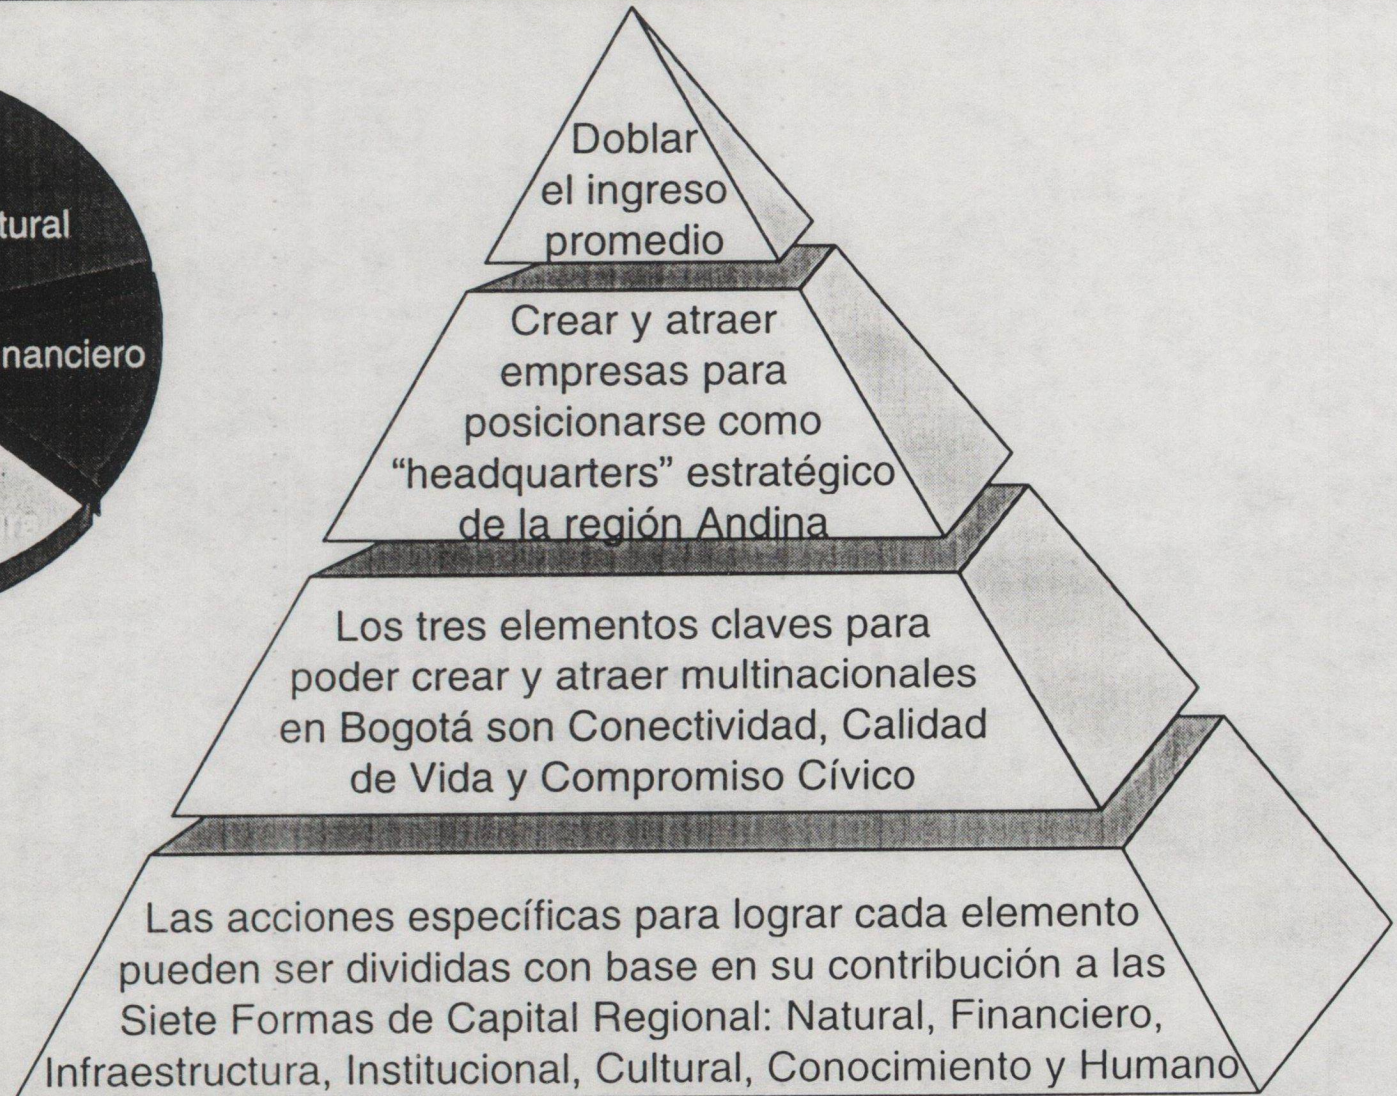 Doblar
el ingreso
promedio
Crear y atraer
empresas para
posicionarse como
“headquarters” estratégico
de la región Andina
Los tres elementos claves para
poder crear y atraer multinacionales
en Bogotá son Conectividad, Calidad
de Vida y Compromiso Cívico
Las acciones específicas para lograr cada elemento
pueden ser divididas con base en su contribución a las
Siete Formas de Capital Regional: Natural, Financiero,
Infraestructura, Institucional, Cultural, Conocimiento y Humano
tural
nanciero